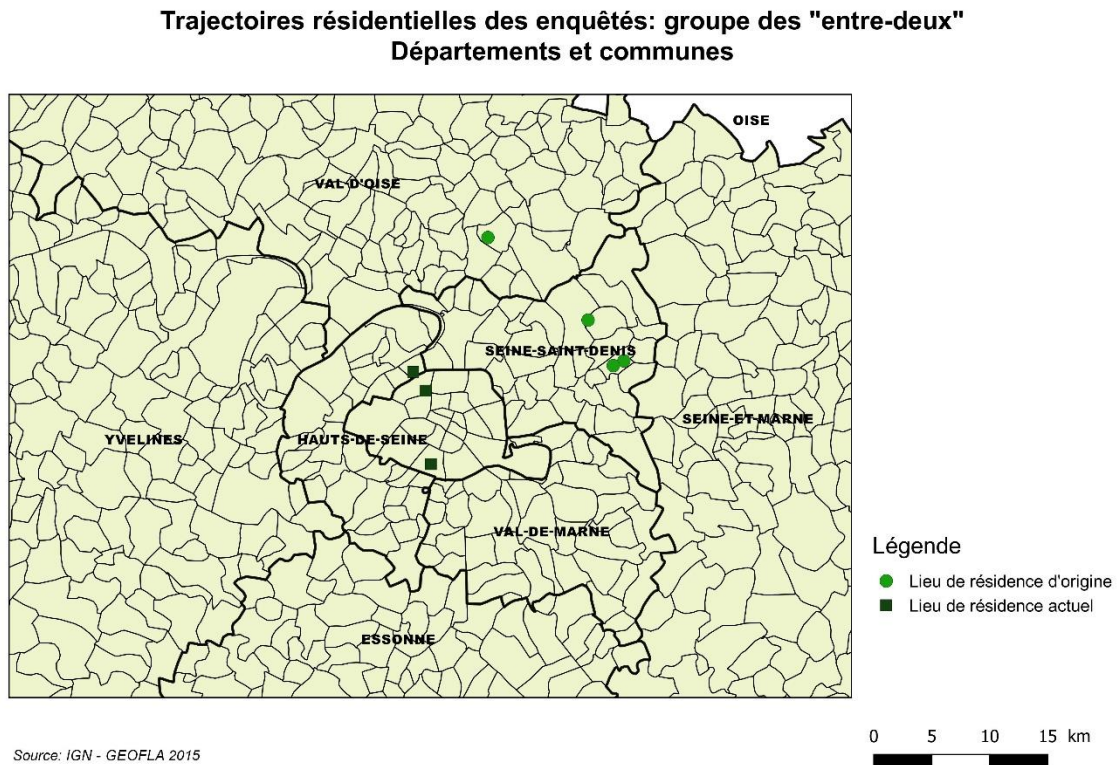 Trajectoires résidentielles des enquêtés: groupe des "entre-deux"
Départements et communes
OISE
VAL-D'OISE
SEINE-SAINT-DENIS
SEINE-ET-MARNE
YVELINES
HAUTS-DE-SEINE
VAL-DE-MARNE
ESSONNE
Légende
Lieu de résidence d'origine
Lieu de résidence actuel
0 5 10 15 km
Source: IGN - GEOFLA 2015